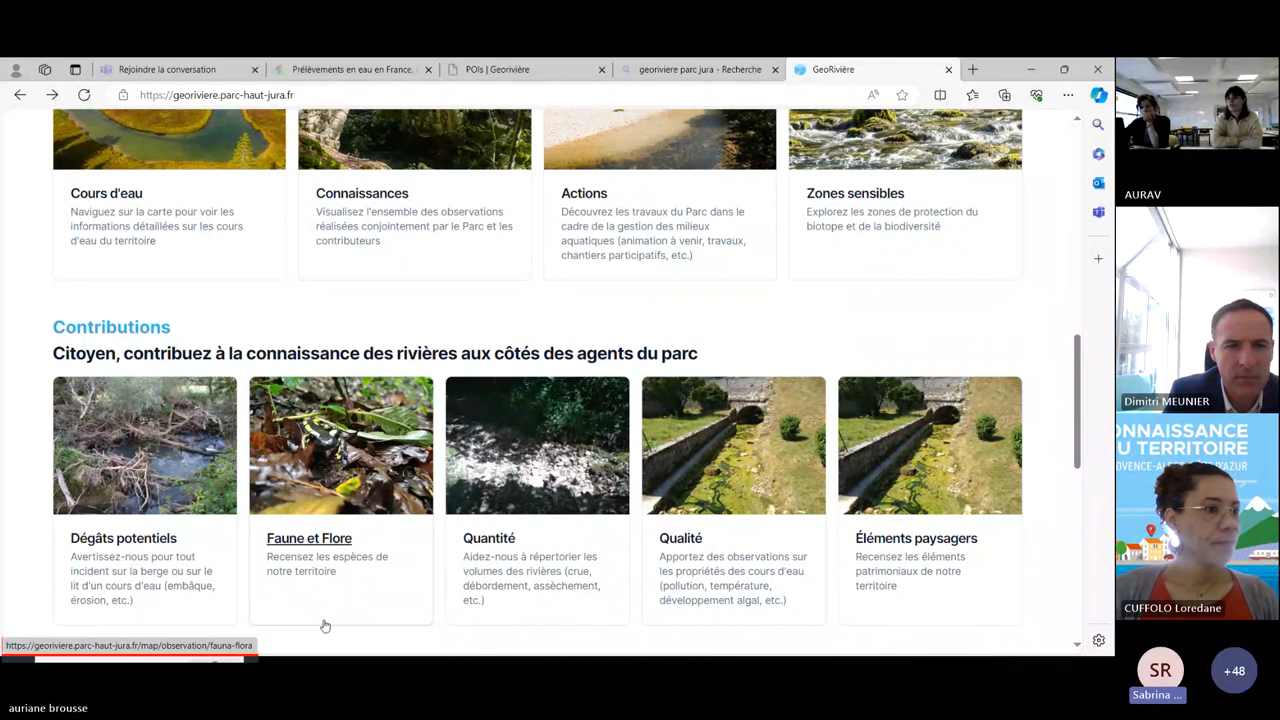 Rejoindre la conversation
Prélèvements en eau en France,
POIs | Georivière
georiviere parc jura - Recherche
GeoRivière
https://georiviere.parc-haut-jura.fr
Cours d'eau
Naviguez sur la carte pour voir les
informations détaillées sur les cours
d'eau du territoire
Connaissances
Visualisez l'ensemble des observations
réalisées conjointement par le Parc et les
contributeurs
Actions
Découvrez les travaux du Parc dans le
cadre de la gestion des milieux
aquatiques (animation à venir, travaux,
chantiers participatifs, etc.)
Zones sensibles
Explorez les zones de protection du
biotope et de la biodiversité
Contributions
Citoyen, contribuez à la connaissance des rivières aux côtés des agents du parc
Dégâts potentiels
Avertissez-nous pour tout
incident sur la berge ou sur le
lit d'un cours d'eau (embâque,
érosion, etc.)
Faune et Flore
Recensez les espèces de
notre territoire
Quantité
Aidez-nous à répertorier les
volumes des rivières (crue,
débordement, assèchement,
etc.)
Qualité
Apportez des observations sur
les propriétés des cours d'eau
(pollution, température,
développement algal, etc.)
Éléments paysagers
Recensez les éléments
patrimoniaux de notre
territoire
https://georiviere.parc-haut-jura.fr/map/observation/fauna-flora
auriane brousse
AURAV
Dimitri MEUNIER
ONNAISSANCE
U TERRITOIRE
CUFFOLO Loredane
SR
Sabrina ...
+48